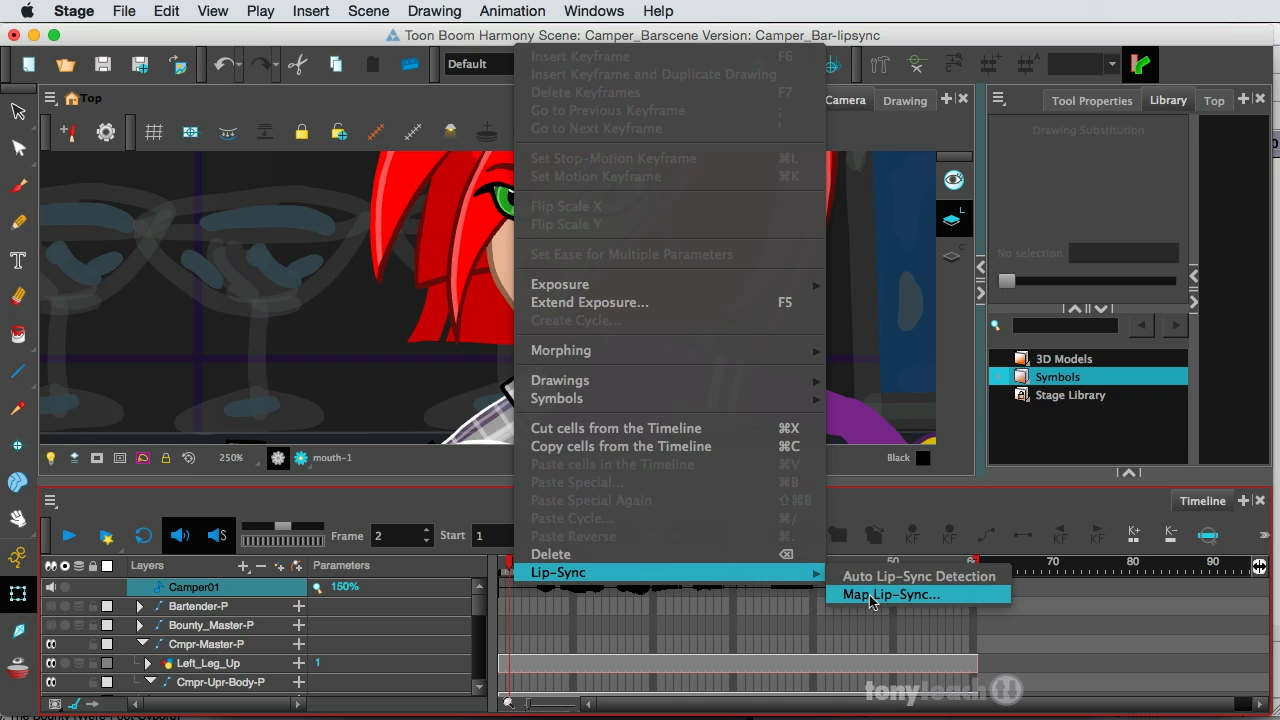 Stage File Edit View Play Insert Scene Drawing Animation Windows Help
Toon Boom Harmony Scene: Camper_Barscene Version: Camper_Bar-lipsync
Default
Top
Camera Drawing
Tool Properties Library Top
Insert Keyframe F6
Insert Keyframe and Duplicate Drawing
Delete Keyframes F7
Go to Previous Keyframe ;
Go to Next Keyframe '
Set Stop-Motion Keyframe ⌘L
Set Motion Keyframe ⌘K
Flip Scale X
Flip Scale Y
Set Ease for Multiple Parameters
Exposure
Extend Exposure... F5
Create Cycle...
Morphing
Drawings
Symbols
Cut cells from the Timeline ⌘X
Copy cells from the Timeline ⌘C
Paste cells in the Timeline ⌘V
Paste Special... ⌘B
Paste Special Again ⇧⌘B
Paste Cycle... ⌘/
Paste Reverse ⌘.
Delete ⌫
Lip-Sync
Auto Lip-Sync Detection
Map Lip-Sync...
Drawing Substitution
No selection
3D Models
Symbols
Stage Library
250% mouth-1
Black
Timeline
Frame 2 Start 1
Layers Parameters
50 70 80 90
Camper01 150%
Bartender-P
Bounty_Master-P
Cmpr-Master-P
Left_Leg_Up 1
Cmpr-Upr-Body-P